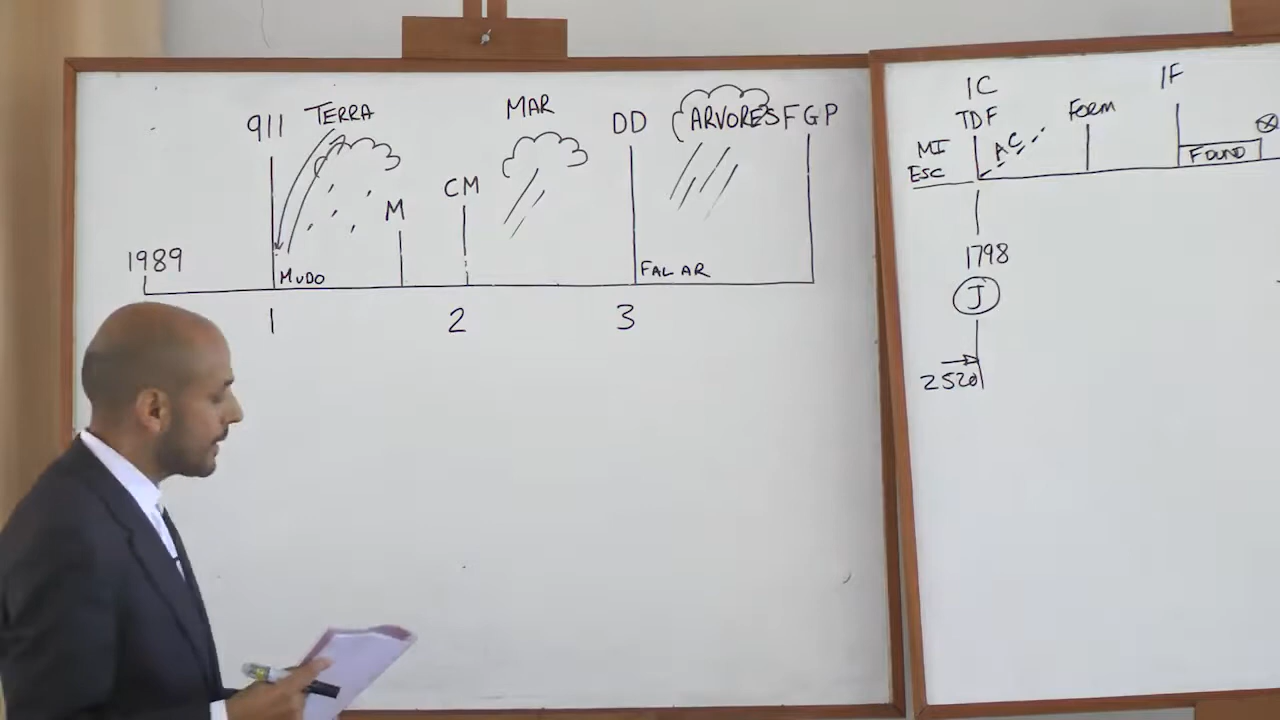 911 TERRA MAR DD ARVORES FGP
M CM
1989
MUDO FALAR
1 2 3
IC IF
TDF FORM
MI AC
ESC FOUND
1798
J
2520